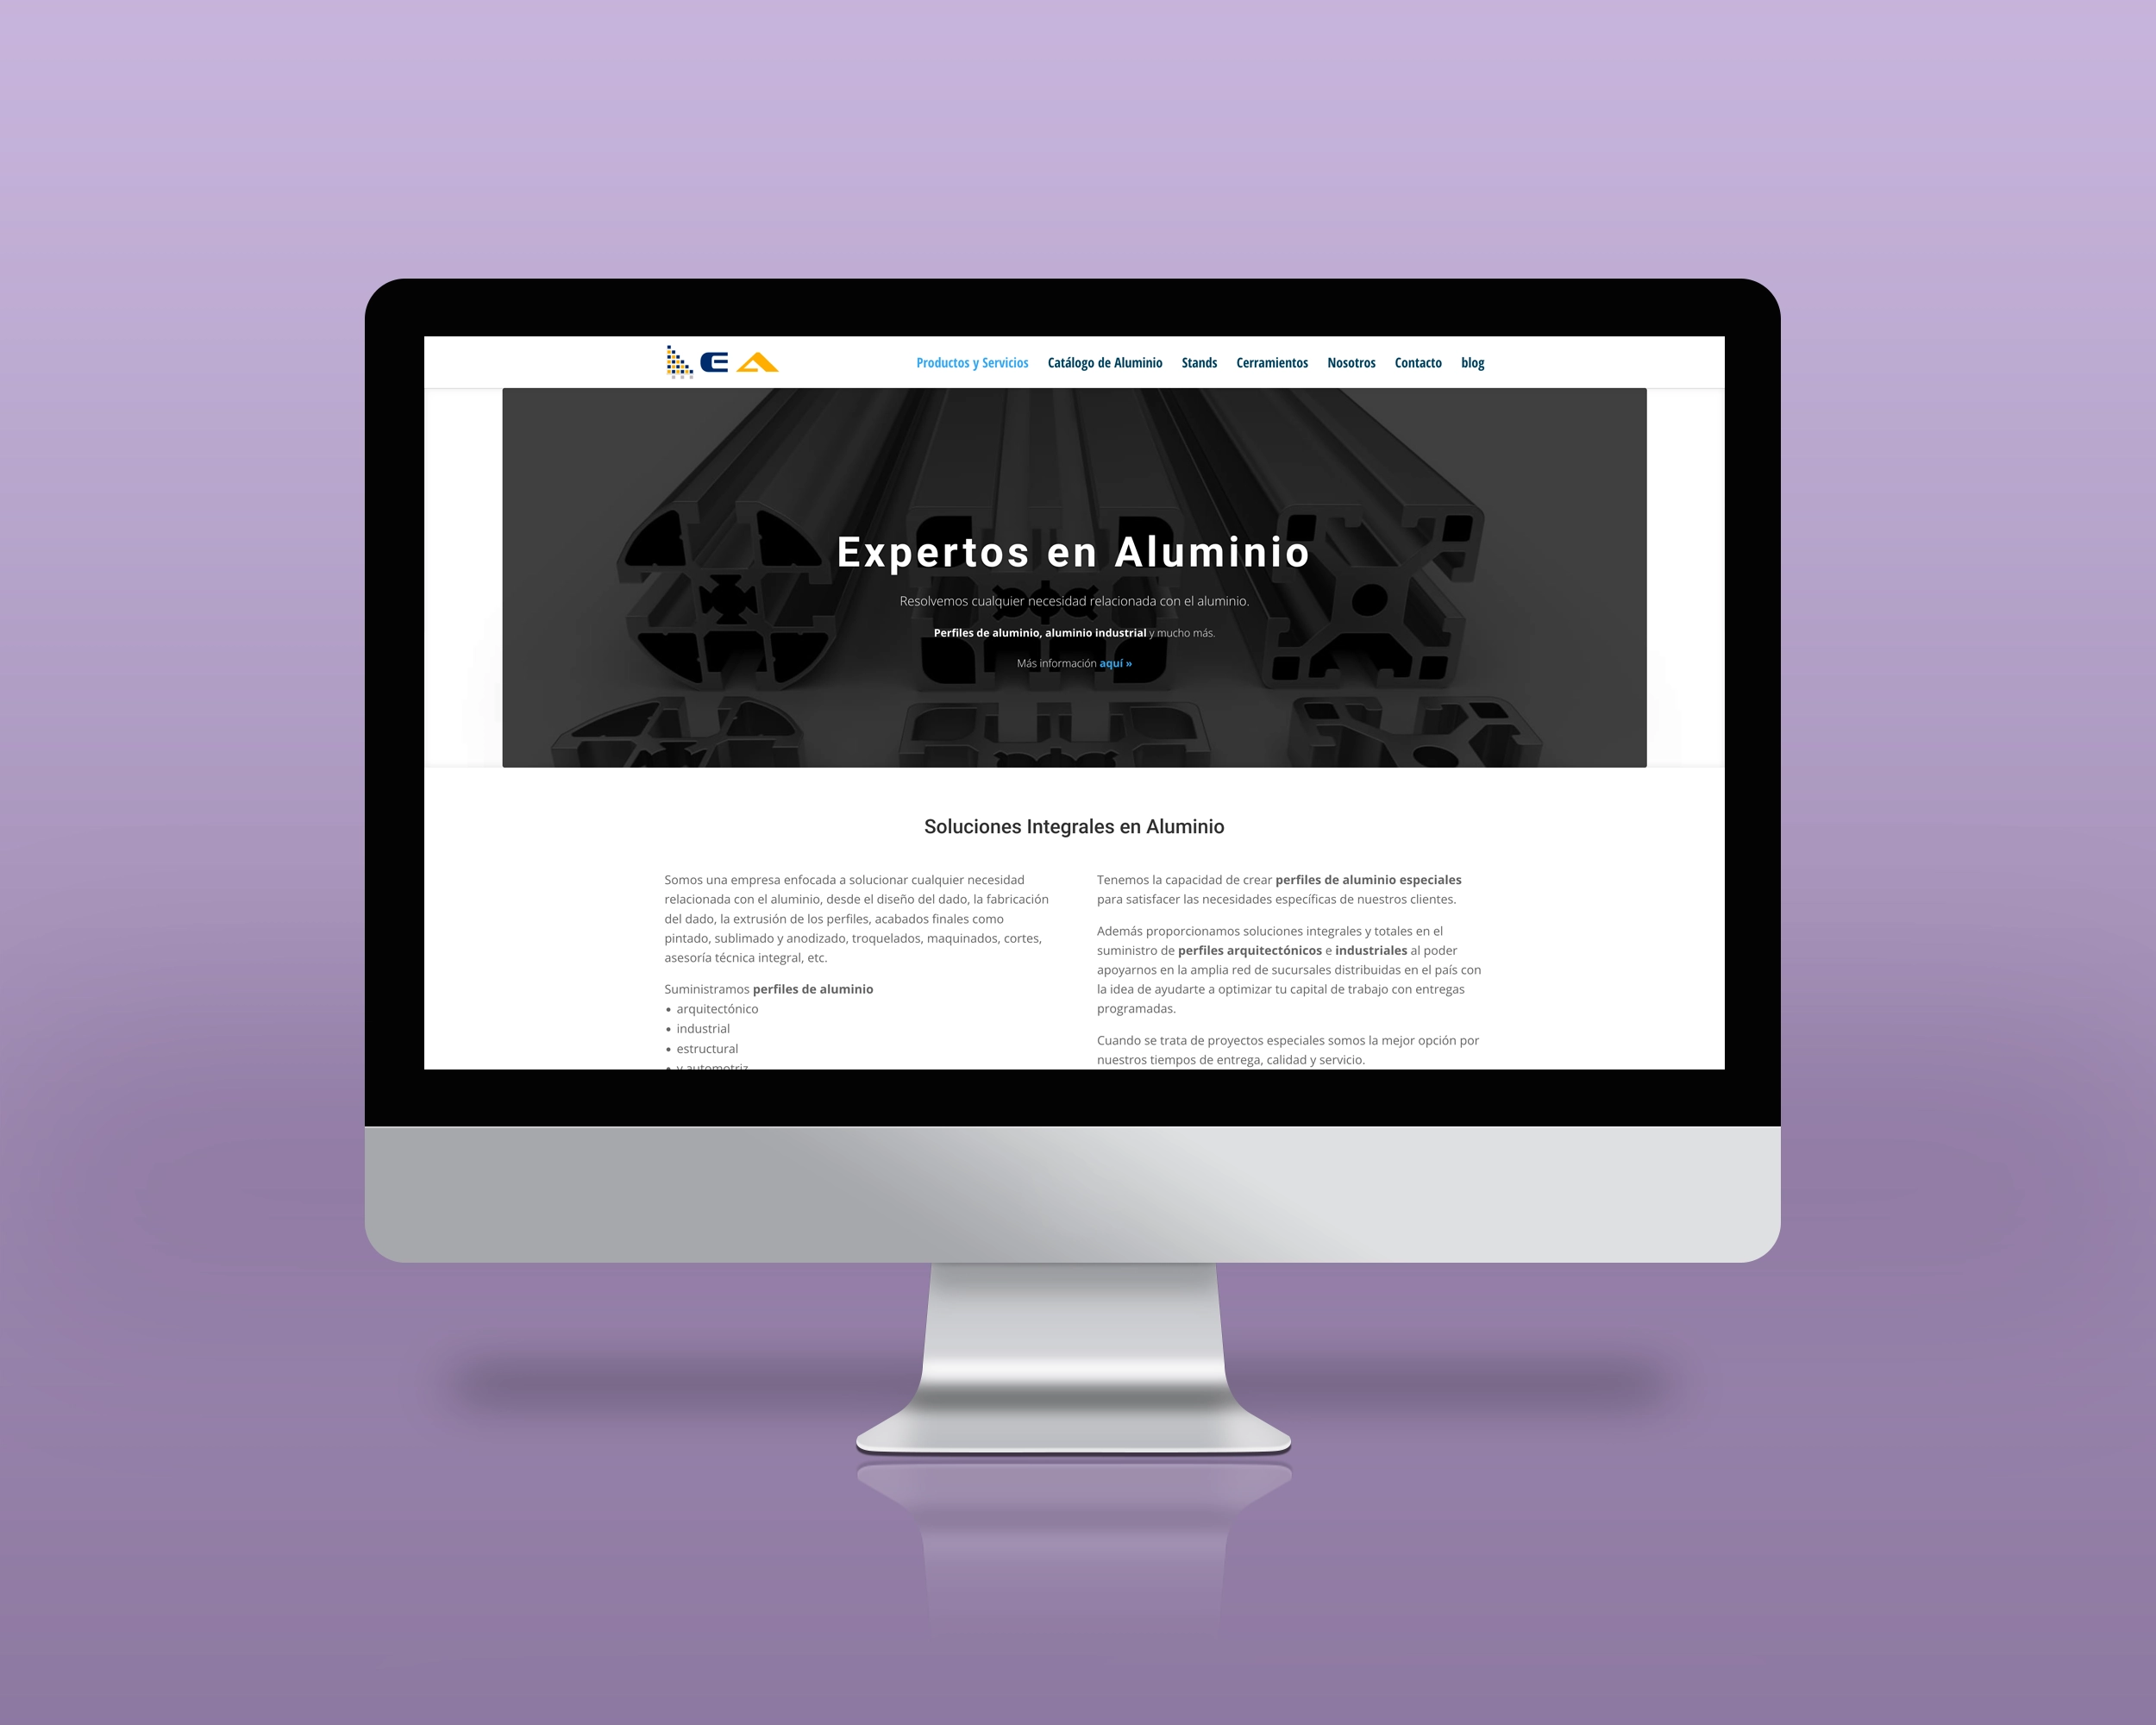 EA
Productos y Servicios Catálogo de Aluminio Stands Cerramientos Nosotros Contacto blog
Expertos en Aluminio
Resolvemos cualquier necesidad relacionada con el aluminio.
Perfiles de aluminio, aluminio industrial y mucho más.
Más información aquí »
Soluciones Integrales en Aluminio
Somos una empresa enfocada a solucionar cualquier necesidad
relacionada con el aluminio, desde el diseño del dado, la fabricación
del dado, la extrusión de los perfiles, acabados finales como
pintado, sublimado y anodizado, troquelados, maquinados, cortes,
asesoría técnica integral, etc.
Suministramos perfiles de aluminio
• arquitectónico
• industrial
• estructural
• y automotriz
Tenemos la capacidad de crear perfiles de aluminio especiales
para satisfacer las necesidades específicas de nuestros clientes.
Además proporcionamos soluciones integrales y totales en el
suministro de perfiles arquitectónicos e industriales al poder
apoyarnos en la amplia red de sucursales distribuidas en el país con
la idea de ayudarte a optimizar tu capital de trabajo con entregas
programadas.
Cuando se trata de proyectos especiales somos la mejor opción por
nuestros tiempos de entrega, calidad y servicio.